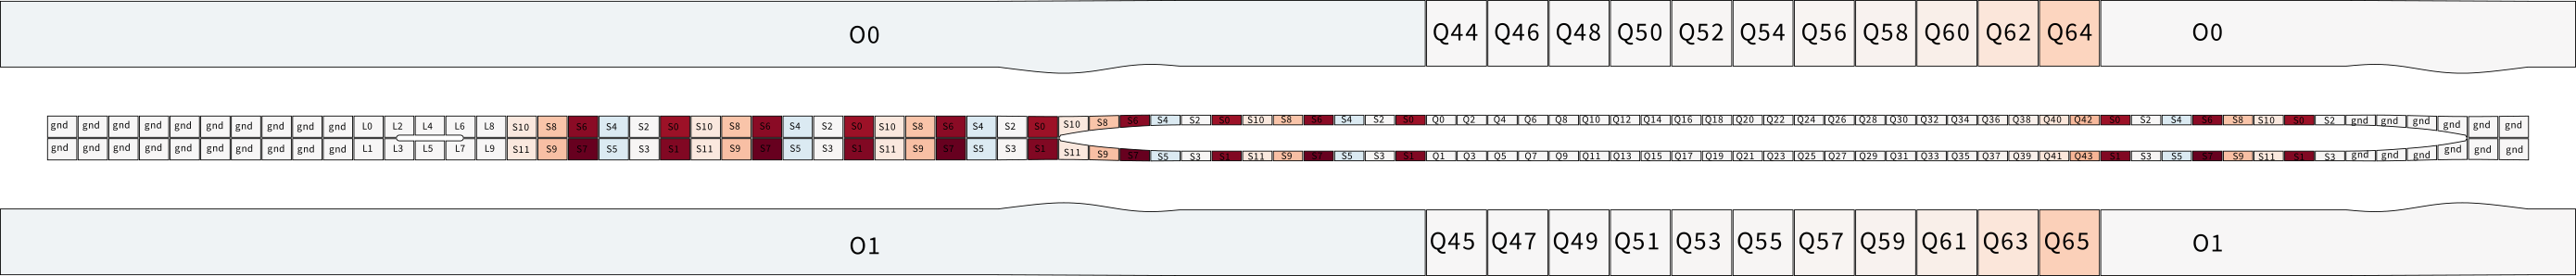 O0 Q44 Q46 Q48 Q50 Q52 Q54 Q56 Q58 Q60 Q62 Q64 O0
gnd gnd gnd gnd gnd gnd gnd gnd gnd gnd L0 L2 L4 L6 L8 S10 S8 S6 S4 S2 S0 S10 S8 S6 S4 S2 S0 S10 S8 S6 S4 S2 S0 S10 S8 S6 S4 S2 S0 S10 S8 S6 S4 S2 S0 Q0 Q2 Q4 Q6 Q8 Q10 Q12 Q14 Q16 Q18 Q20 Q22 Q24 Q26 Q28 Q30 Q32 Q34 Q36 Q38 Q40 Q42 S0 S2 S4 S6 S8 S10 S0 S2 gnd gnd gnd gnd gnd gnd
gnd gnd gnd gnd gnd gnd gnd gnd gnd gnd L1 L3 L5 L7 L9 S11 S9 S7 S5 S3 S1 S11 S9 S7 S5 S3 S1 S11 S9 S7 S5 S3 S1 S11 S9 S7 S5 S3 S1 S11 S9 S7 S5 S3 S1 Q1 Q3 Q5 Q7 Q9 Q11 Q13 Q15 Q17 Q19 Q21 Q23 Q25 Q27 Q29 Q31 Q33 Q35 Q37 Q39 Q41 Q43 S1 S3 S5 S7 S9 S11 S1 S3 gnd gnd gnd gnd gnd gnd
O1 Q45 Q47 Q49 Q51 Q53 Q55 Q57 Q59 Q61 Q63 Q65 O1